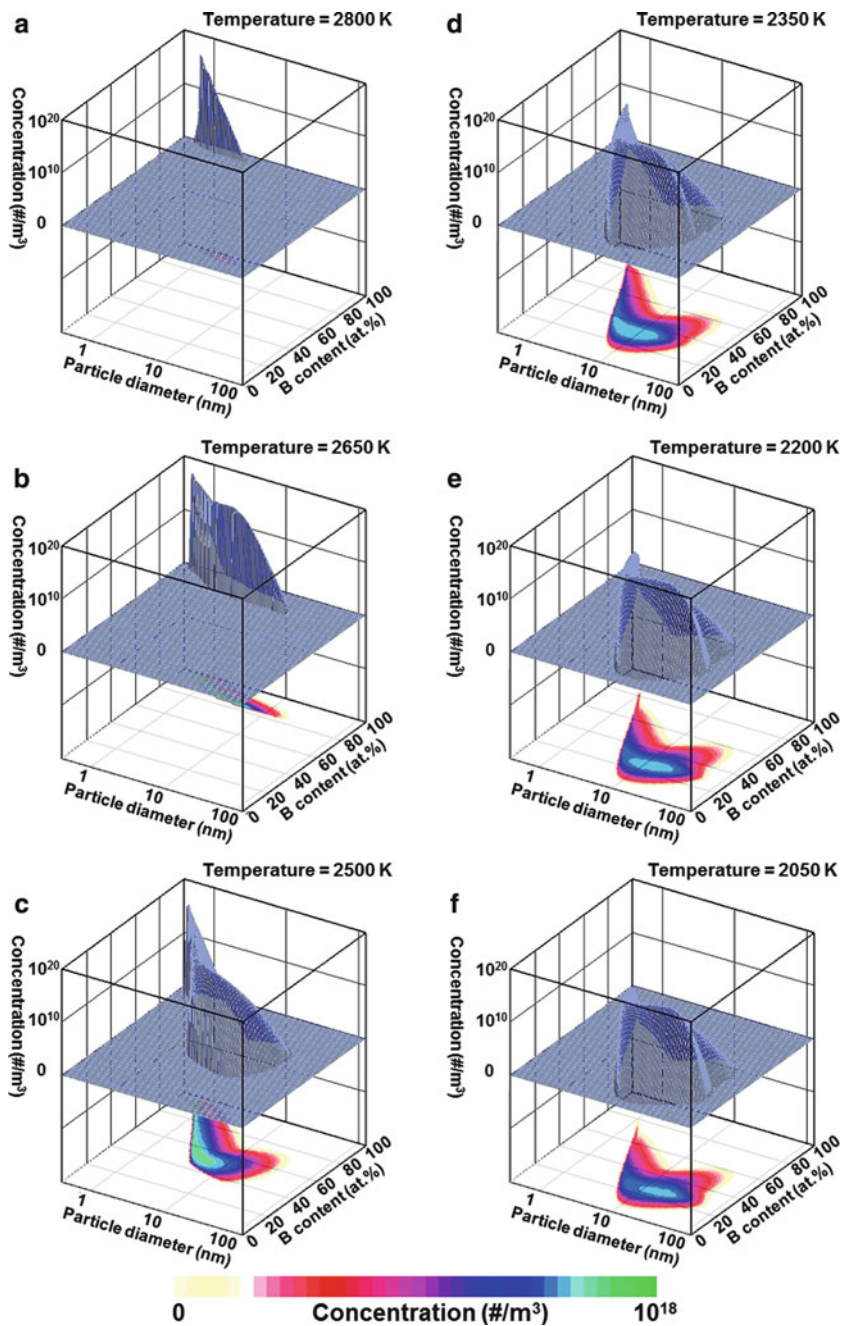 a
Temperature = 2800 K
Concentration (#/m³)
10²⁰
10¹⁰
0
1
10
100
Particle diameter (nm)
0 20 40 60 80 100
B content (at.%)
d
Temperature = 2350 K
Concentration (#/m³)
10²⁰
10¹⁰
0
1
10
100
Particle diameter (nm)
0 20 40 60 80 100
B content (at.%)
b
Temperature = 2650 K
Concentration (#/m³)
10²⁰
10¹⁰
0
1
10
100
Particle diameter (nm)
0 20 40 60 80 100
B content (at.%)
e
Temperature = 2200 K
Concentration (#/m³)
10²⁰
10¹⁰
0
1
10
100
Particle diameter (nm)
0 20 40 60 80 100
B content (at.%)
c
Temperature = 2500 K
Concentration (#/m³)
10²⁰
10¹⁰
0
1
10
100
Particle diameter (nm)
0 20 40 60 80 100
B content (at.%)
f
Temperature = 2050 K
Concentration (#/m³)
10²⁰
10¹⁰
0
1
10
100
Particle diameter (nm)
0 20 40 60 80 100
B content (at.%)
0 Concentration (#/m³) 10¹⁸